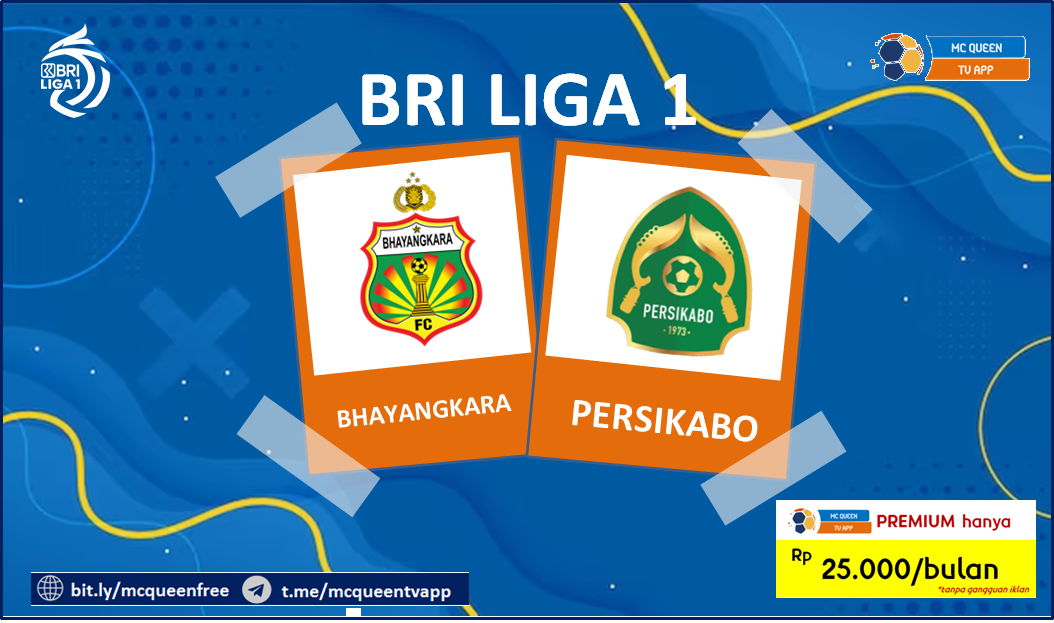 BRI
LIGA 1
MC QUEEN
TV APP
BRI LIGA 1
BHAYANGKARA
FC
PERSIKABO
- 1973 -
BHAYANGKARA
PERSIKABO
MC QUEEN
TV APP
PREMIUM hanya
Rp 25.000/bulan
*tanpa gangguan iklan
bit.ly/mcqueenfree
t.me/mcqueentvapp